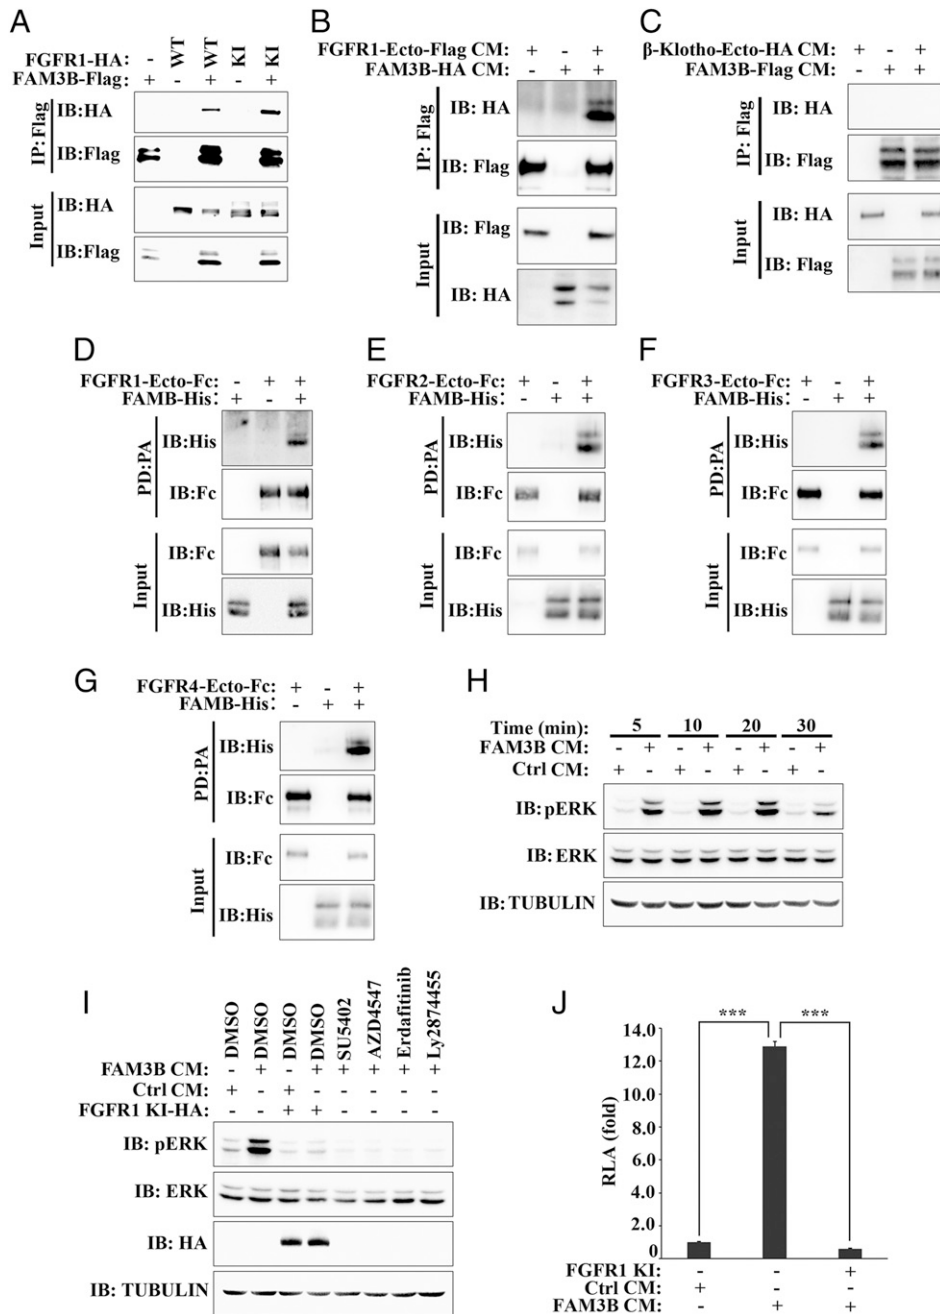 A
FGFR1-HA: - WT WT KI KI
FAM3B-Flag: + - + - +
IP: Flag
IB:HA
IB:Flag
Input
IB:HA
IB:Flag
B
FGFR1-Ecto-Flag CM: + - +
FAM3B-HA CM: - + +
IP: Flag
IB: HA
IB: Flag
Input
IB: Flag
IB: HA
C
β-Klotho-Ecto-HA CM: + - +
FAM3B-Flag CM: - + +
IP: Flag
IB: HA
IB: Flag
Input
IB: HA
IB: Flag
D
FGFR1-Ecto-Fc: - + +
FAMB-His: + - +
PD:PA
IB:His
IB:Fc
Input
IB:Fc
IB:His
E
FGFR2-Ecto-Fc: + - +
FAMB-His: - + +
PD:PA
IB:His
IB:Fc
Input
IB:Fc
IB:His
F
FGFR3-Ecto-Fc: + - +
FAMB-His: - + +
PD:PA
IB:His
IB:Fc
Input
IB:Fc
IB:His
G
FGFR4-Ecto-Fc: + - +
FAMB-His: - + +
PD:PA
IB:His
IB:Fc
Input
IB:Fc
IB:His
H
Time (min): 5 10 20 30
FAM3B CM: - + - + - + - +
Ctrl CM: + - + - + - + -
IB: pERK
IB: ERK
IB: TUBULIN
I
DMSO DMSO DMSO DMSO SU5402 AZD4547 Erdafitinib Ly2874455
FAM3B CM: - + - + + + + +
Ctrl CM: + - + - - - - -
FGFR1 KI-HA: - - + + - - - -
IB: pERK
IB: ERK
IB: HA
IB: TUBULIN
J
*** ***
RLA (fold)
14.0
12.0
10.0
8.0
6.0
4.0
2.0
0
FGFR1 KI: - - +
Ctrl CM: + - -
FAM3B CM: - + +